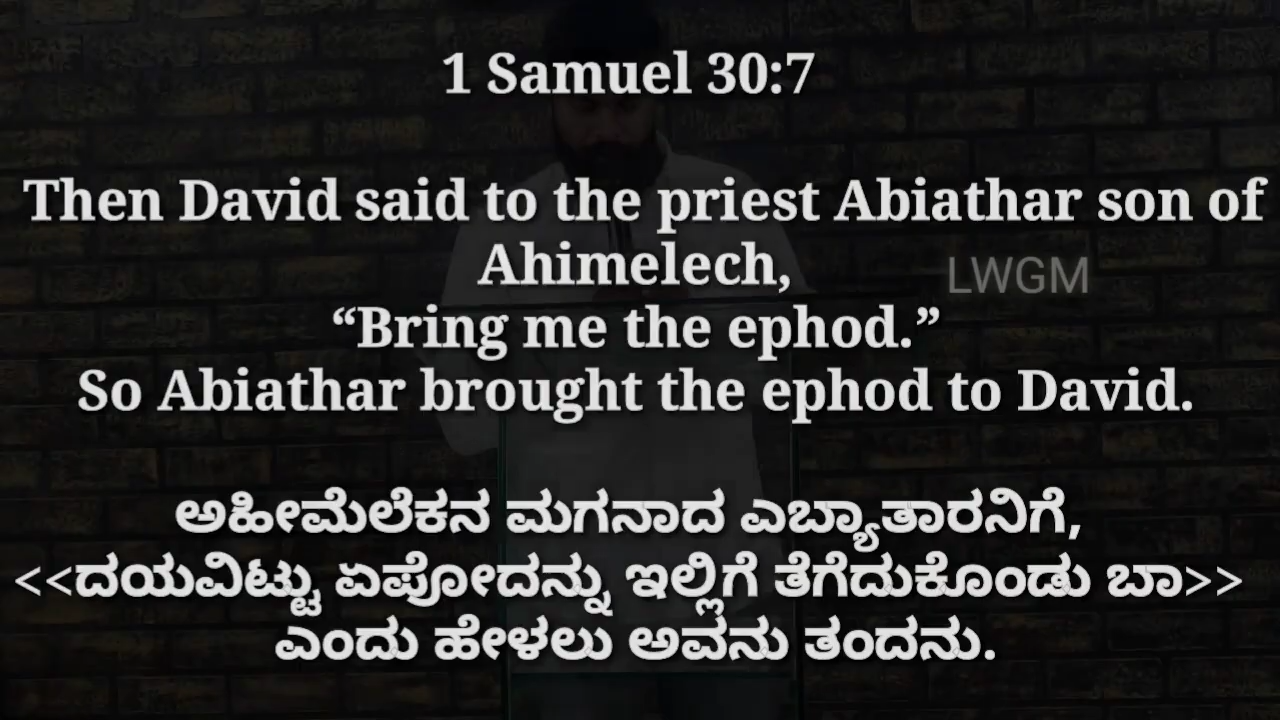 1 Samuel 30:7
Then David said to the priest Abiathar son of
Ahimelech,
LWGM
“Bring me the ephod.”
So Abiathar brought the ephod to David.
ಅಹೀಮೆಲೆಕನ ಮಗನಾದ ಎಬ್ಯಾತಾರನಿಗೆ,
<<ದಯವಿಟ್ಟು ಏಫೋದನ್ನು ಇಲ್ಲಿಗೆ ತೆಗೆದುಕೊಂಡು ಬಾ>>
ಎಂದು ಹೇಳಲು ಅವನು ತಂದನು.